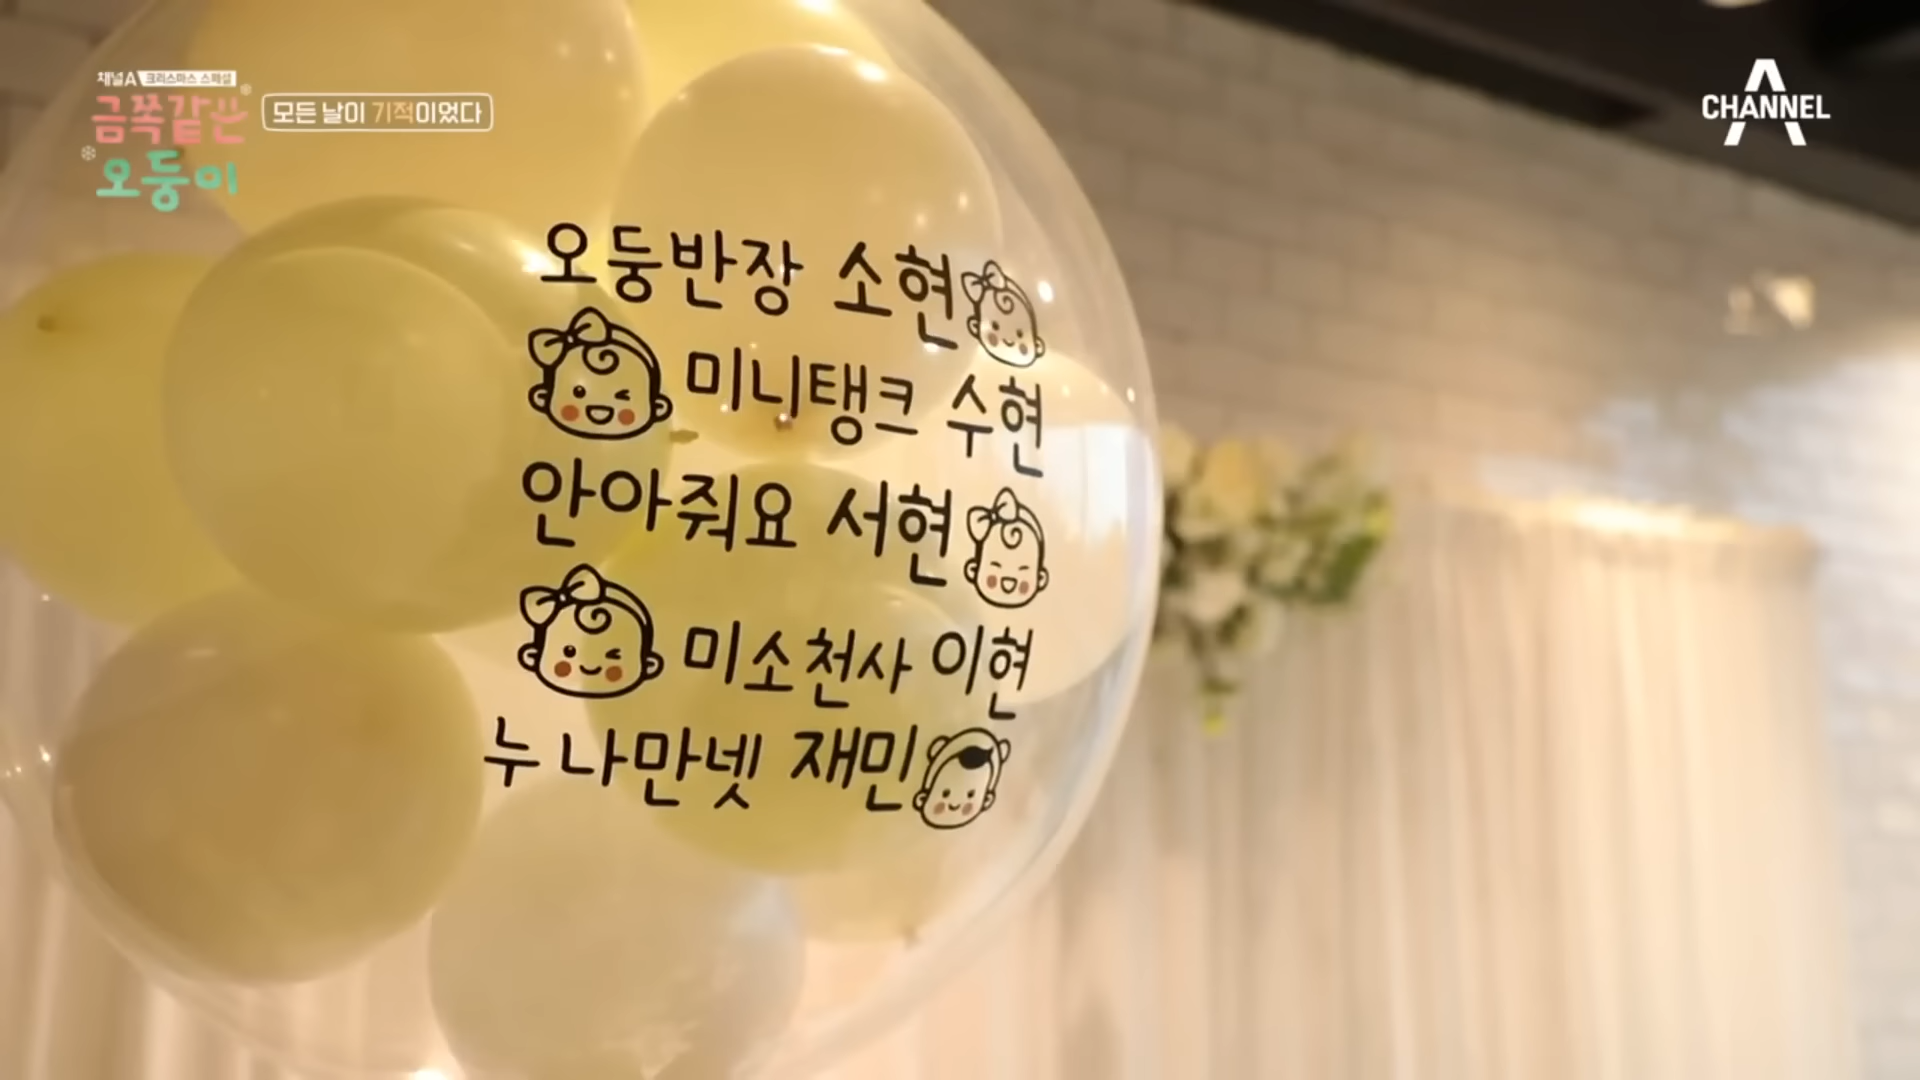 채널A 크리스마스 스페셜
금쪽같은
오둥이
모든 날이 기적이었다
CHANNEL A
오둥반장 소현
미니탱크 수현
안아줘요 서현
미소천사 이현
누나만넷 재민